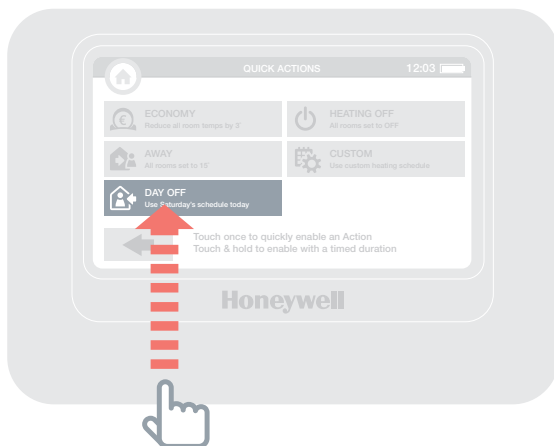 QUICK ACTIONS 12:03
ECONOMY
Reduce all room temps by 3°
HEATING OFF
All rooms set to OFF
AWAY
All rooms set to 15°
CUSTOM
Use custom heating schedule
DAY OFF
Use Saturday's schedule today
Touch once to quickly enable an Action
Touch & hold to enable with a timed duration
Honeywell